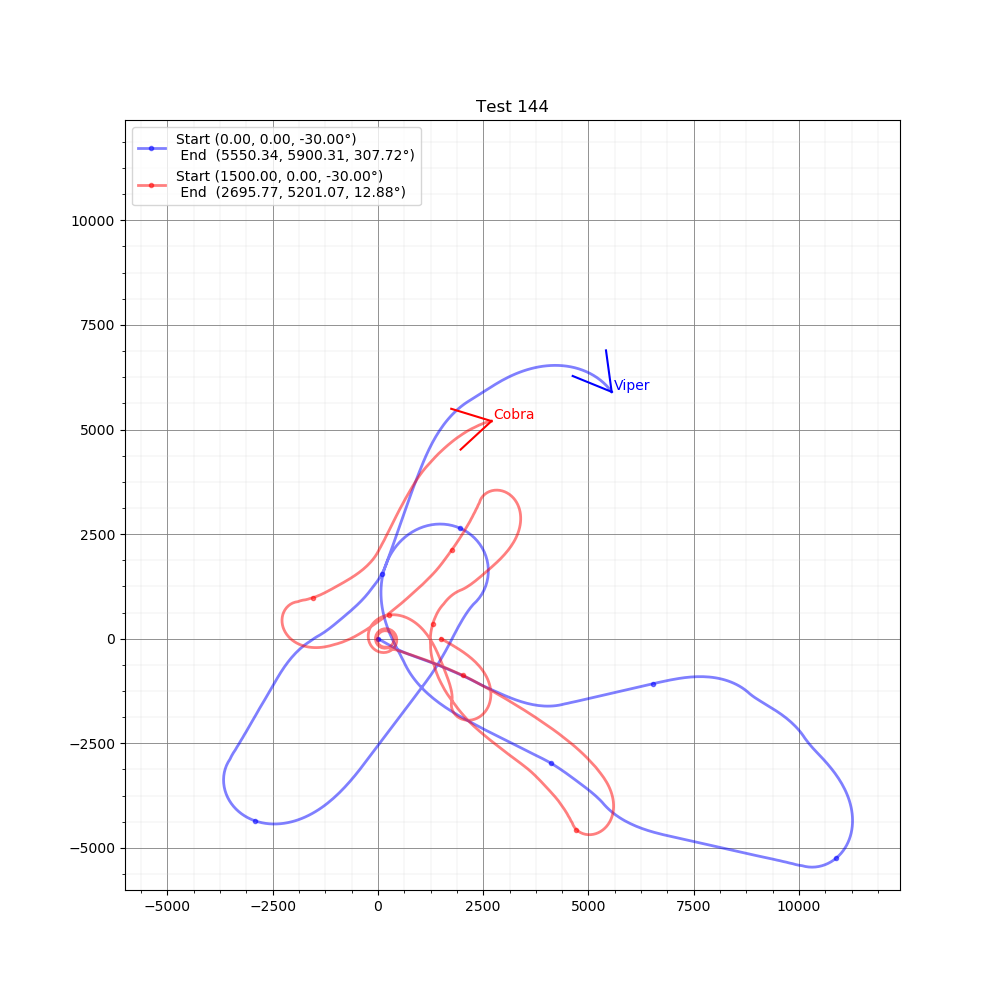 Test 144
Start (0.00, 0.00, -30.00°)
End  (5550.34, 5900.31, 307.72°)
Start (1500.00, 0.00, -30.00°)
End  (2695.77, 5201.07, 12.88°)
10000
7500
Viper
Cobra
5000
2500
0
−2500
−5000
−5000 −2500 0 2500 5000 7500 10000